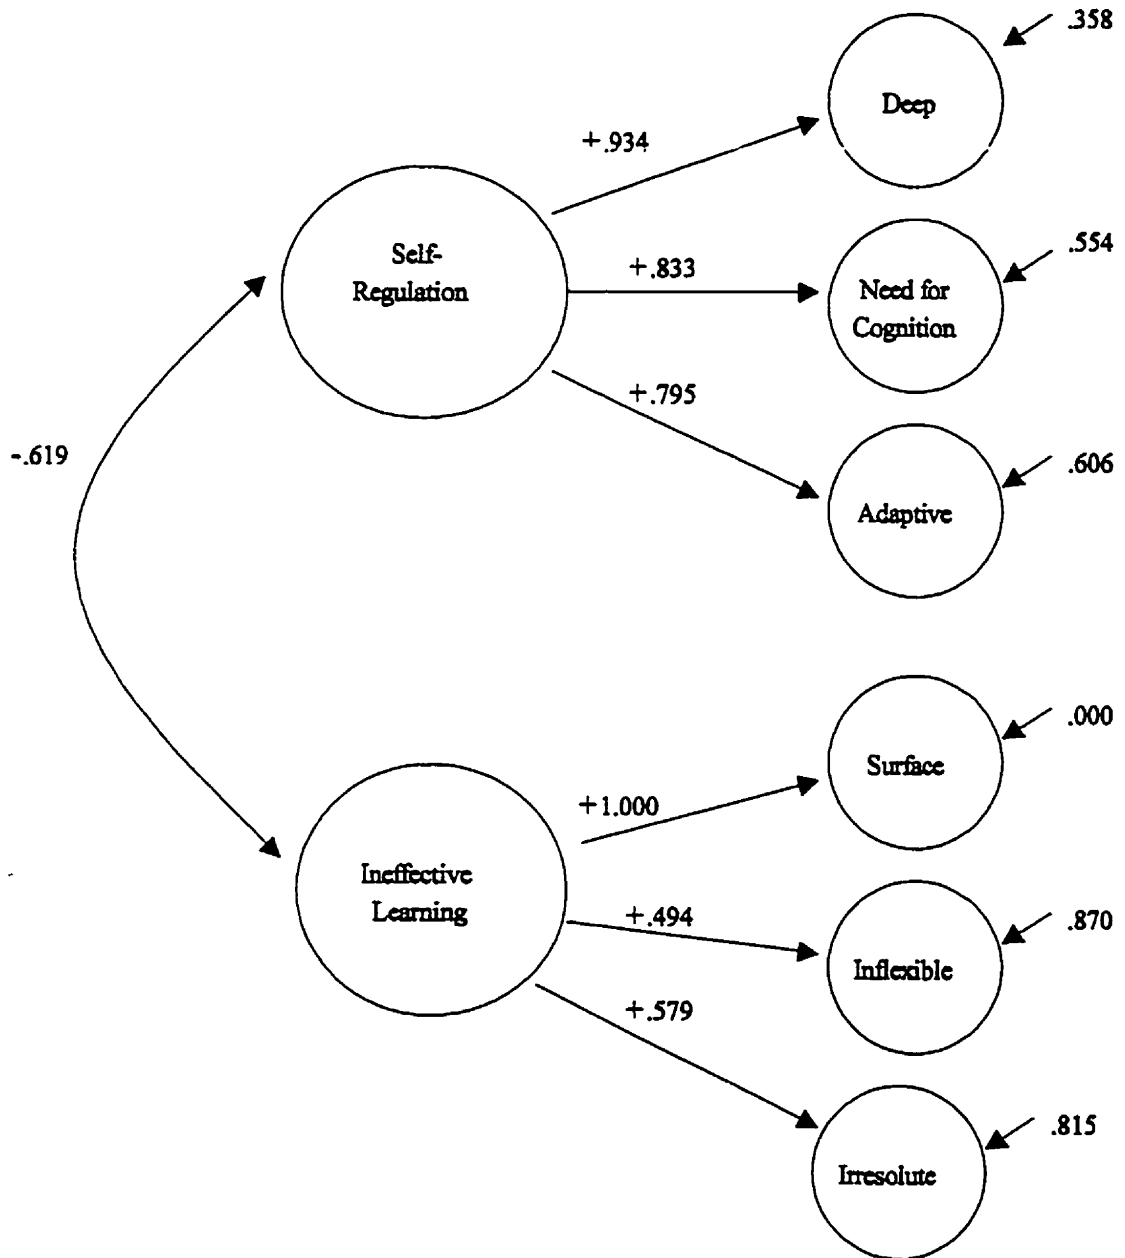 .358
Deep
+.934
Self-
Regulation
.554
+.833
Need for
Cognition
+.795
-.619
.606
Adaptive
.000
Surface
+1.000
Ineffective
Learning
+.494
.870
Inflexible
+.579
.815
Irresolute